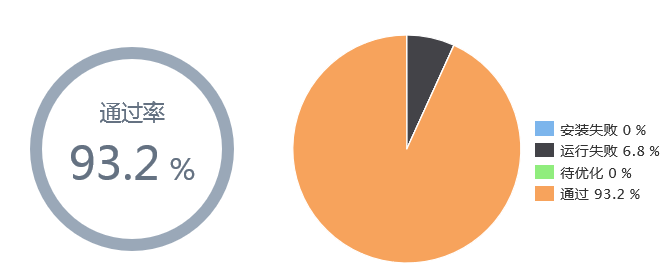 通过率
93.2 %
安装失败 0 %
运行失败 6.8 %
待优化 0 %
通过 93.2 %